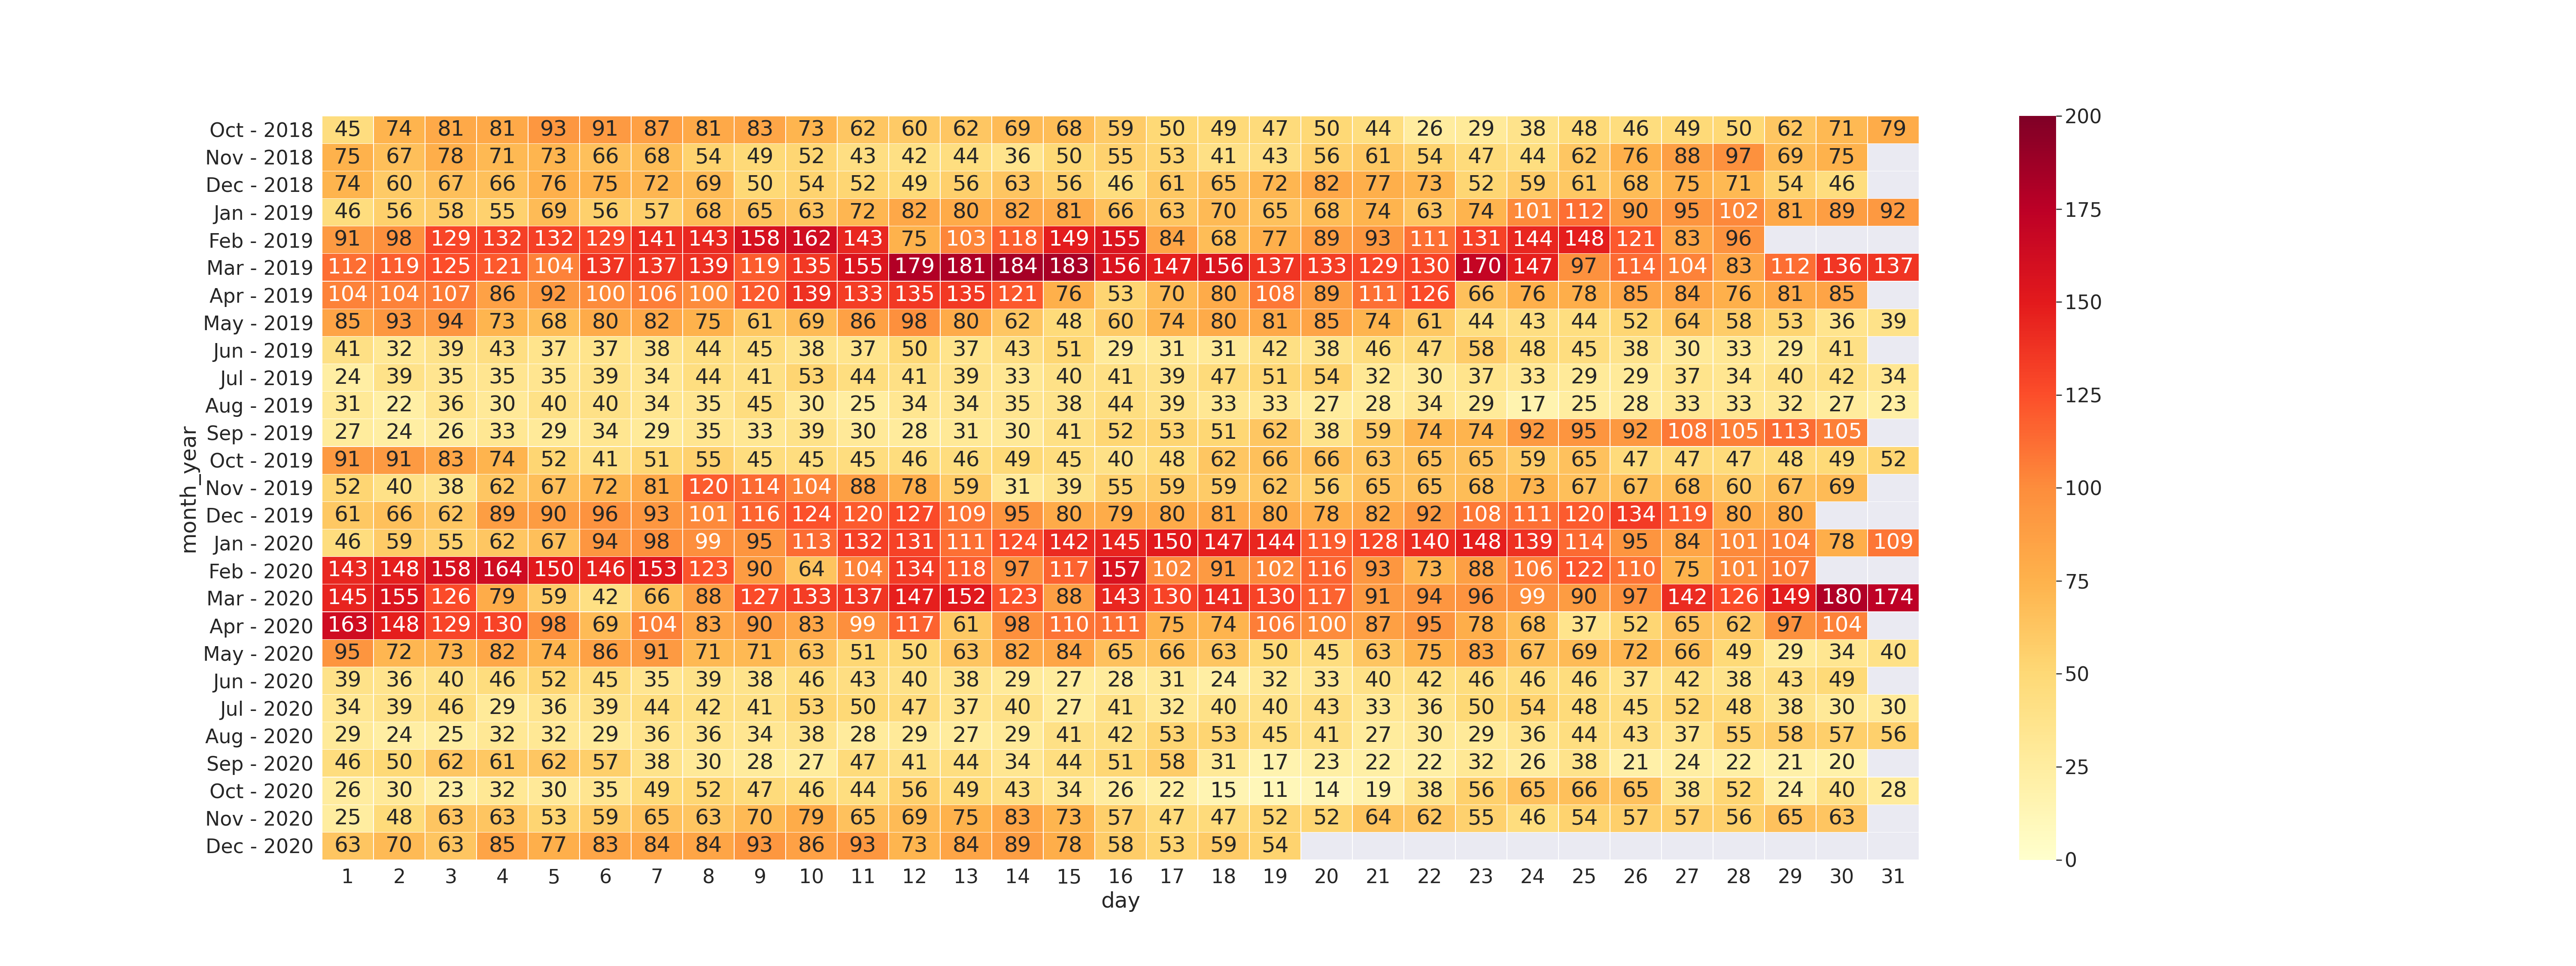 200
Oct - 2018 45 74 81 81 93 91 87 81 83 73 62 60 62 69 68 59 50 49 47 50 44 26 29 38 48 46 49 50 62 71 79
Nov - 2018 75 67 78 71 73 66 68 54 49 52 43 42 44 36 50 55 53 41 43 56 61 54 47 44 62 76 88 97 69 75
Dec - 2018 74 60 67 66 76 75 72 69 50 54 52 49 56 63 56 46 61 65 72 82 77 73 52 59 61 68 75 71 54 46
175
Jan - 2019 46 56 58 55 69 56 57 68 65 63 72 82 80 82 81 66 63 70 65 68 74 63 74 101 112 90 95 102 81 89 92
Feb - 2019 91 98 129 132 132 129 141 143 158 162 143 75 103 118 149 155 84 68 77 89 93 111 131 144 148 121 83 96
Mar - 2019 112 119 125 121 104 137 137 139 119 135 155 179 181 184 183 156 147 156 137 133 129 130 170 147 97 114 104 83 112 136 137
Apr - 2019 104 104 107 86 92 100 106 100 120 139 133 135 135 121 76 53 70 80 108 89 111 126 66 76 78 85 84 76 81 85
150
May - 2019 85 93 94 73 68 80 82 75 61 69 86 98 80 62 48 60 74 80 81 85 74 61 44 43 44 52 64 58 53 36 39
Jun - 2019 41 32 39 43 37 37 38 44 45 38 37 50 37 43 51 29 31 31 42 38 46 47 58 48 45 38 30 33 29 41
Jul - 2019 24 39 35 35 35 39 34 44 41 53 44 41 39 33 40 41 39 47 51 54 32 30 37 33 29 29 37 34 40 42 34
125
Aug - 2019 31 22 36 30 40 40 34 35 45 30 25 34 34 35 38 44 39 33 33 27 28 34 29 17 25 28 33 33 32 27 23
Sep - 2019 27 24 26 33 29 34 29 35 33 39 30 28 31 30 41 52 53 51 62 38 59 74 74 92 95 92 108 105 113 105
Oct - 2019 91 91 83 74 52 41 51 55 45 45 45 46 46 49 45 40 48 62 66 66 63 65 65 59 65 47 47 47 48 49 52
month_year
Nov - 2019 52 40 38 62 67 72 81 120 114 104 88 78 59 31 39 55 59 59 62 56 65 65 68 73 67 67 68 60 67 69
100
Dec - 2019 61 66 62 89 90 96 93 101 116 124 120 127 109 95 80 79 80 81 80 78 82 92 108 111 120 134 119 80 80
Jan - 2020 46 59 55 62 67 94 98 99 95 113 132 131 111 124 142 145 150 147 144 119 128 140 148 139 114 95 84 101 104 78 109
Feb - 2020 143 148 158 164 150 146 153 123 90 64 104 134 118 97 117 157 102 91 102 116 93 73 88 106 122 110 75 101 107
75
Mar - 2020 145 155 126 79 59 42 66 88 127 133 137 147 152 123 88 143 130 141 130 117 91 94 96 99 90 97 142 126 149 180 174
Apr - 2020 163 148 129 130 98 69 104 83 90 83 99 117 61 98 110 111 75 74 106 100 87 95 78 68 37 52 65 62 97 104
May - 2020 95 72 73 82 74 86 91 71 71 63 51 50 63 82 84 65 66 63 50 45 63 75 83 67 69 72 66 49 29 34 40
Jun - 2020 39 36 40 46 52 45 35 39 38 46 43 40 38 29 27 28 31 24 32 33 40 42 46 46 46 37 42 38 43 49
50
Jul - 2020 34 39 46 29 36 39 44 42 41 53 50 47 37 40 27 41 32 40 40 43 33 36 50 54 48 45 52 48 38 30 30
Aug - 2020 29 24 25 32 32 29 36 36 34 38 28 29 27 29 41 42 53 53 45 41 27 30 29 36 44 43 37 55 58 57 56
Sep - 2020 46 50 62 61 62 57 38 30 28 27 47 41 44 34 44 51 58 31 17 23 22 22 32 26 38 21 24 22 21 20
25
Oct - 2020 26 30 23 32 30 35 49 52 47 46 44 56 49 43 34 26 22 15 11 14 19 38 56 65 66 65 38 52 24 40 28
Nov - 2020 25 48 63 63 53 59 65 63 70 79 65 69 75 83 73 57 47 47 52 52 64 62 55 46 54 57 57 56 65 63
Dec - 2020 63 70 63 85 77 83 84 84 93 86 93 73 84 89 78 58 53 59 54
0
1 2 3 4 5 6 7 8 9 10 11 12 13 14 15 16 17 18 19 20 21 22 23 24 25 26 27 28 29 30 31
day